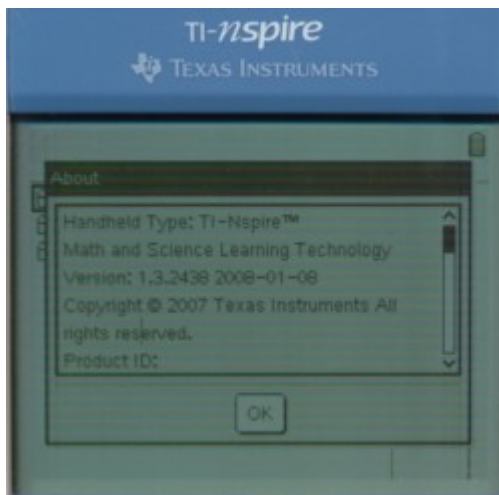 TI-nspire
TEXAS INSTRUMENTS
About
Handheld Type: TI-Nspire™
Math and Science Learning Technology
Version: 1.3.2438 2008-01-08
Copyright © 2007 Texas Instruments All
rights reserved.
Product ID:
OK